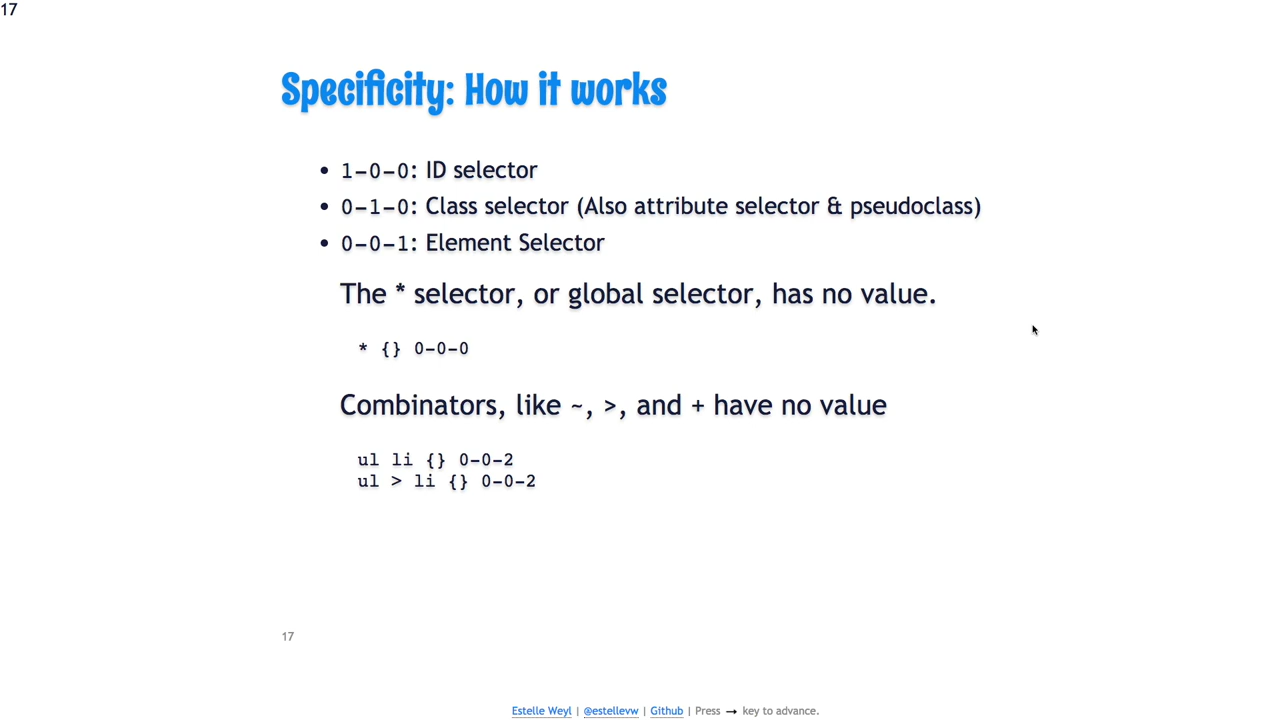 17
Specificity: How it works
• 1-0-0: ID selector
• 0-1-0: Class selector (Also attribute selector & pseudoclass)
• 0-0-1: Element Selector
The * selector, or global selector, has no value.
* {} 0-0-0
Combinators, like ~, >, and + have no value
ul li {} 0-0-2
ul > li {} 0-0-2
17
Estelle Weyl | @estellevw | Github | Press → key to advance.